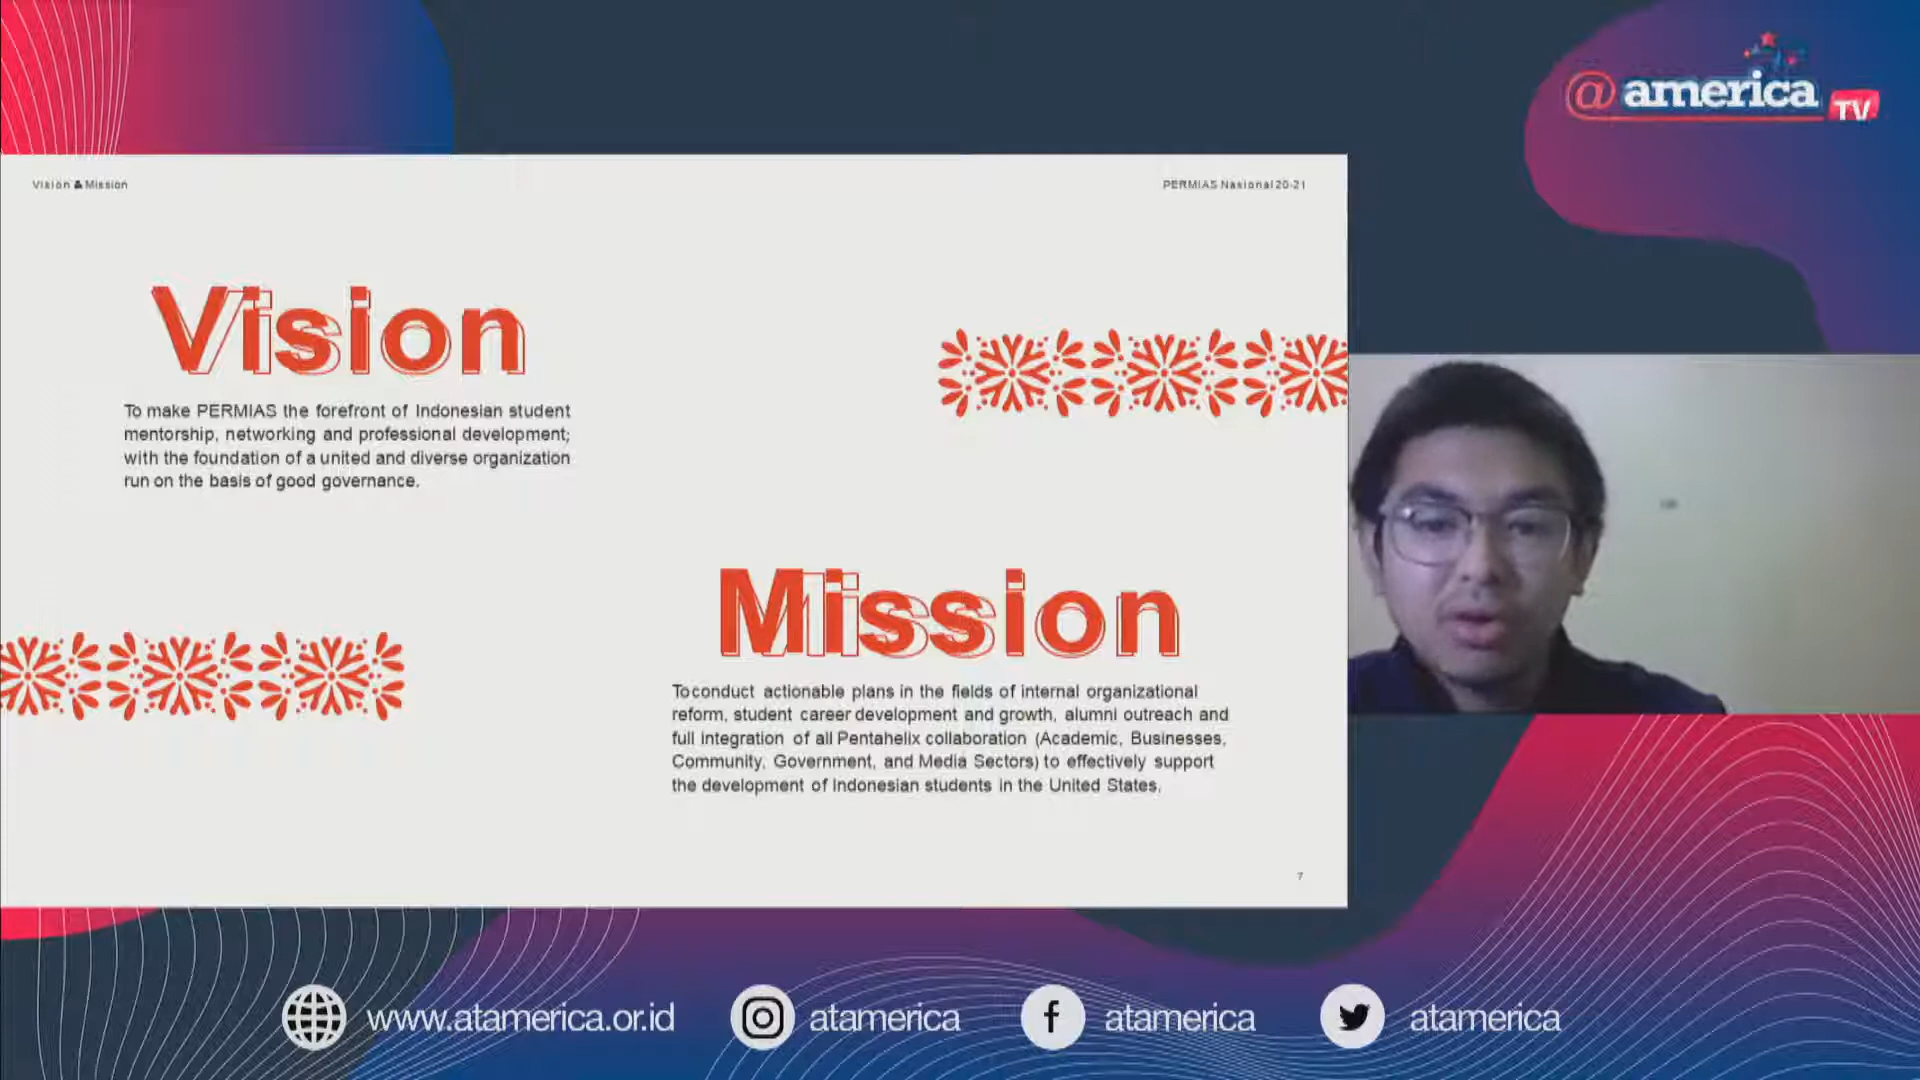 @america TV
Vision & Mission
PERMIAS Nasional 20-21
Vision
To make PERMIAS the forefront of Indonesian student
mentorship, networking and professional development;
with the foundation of a united and diverse organization
run on the basis of good governance.
Mission
To conduct actionable plans in the fields of internal organizational
reform, student career development and growth, alumni outreach and
full integration of all Pentahelix collaboration (Academic, Businesses,
Community, Government, and Media Sectors) to effectively support
the development of Indonesian students in the United States.
7
www.atamerica.or.id
atamerica
atamerica
atamerica